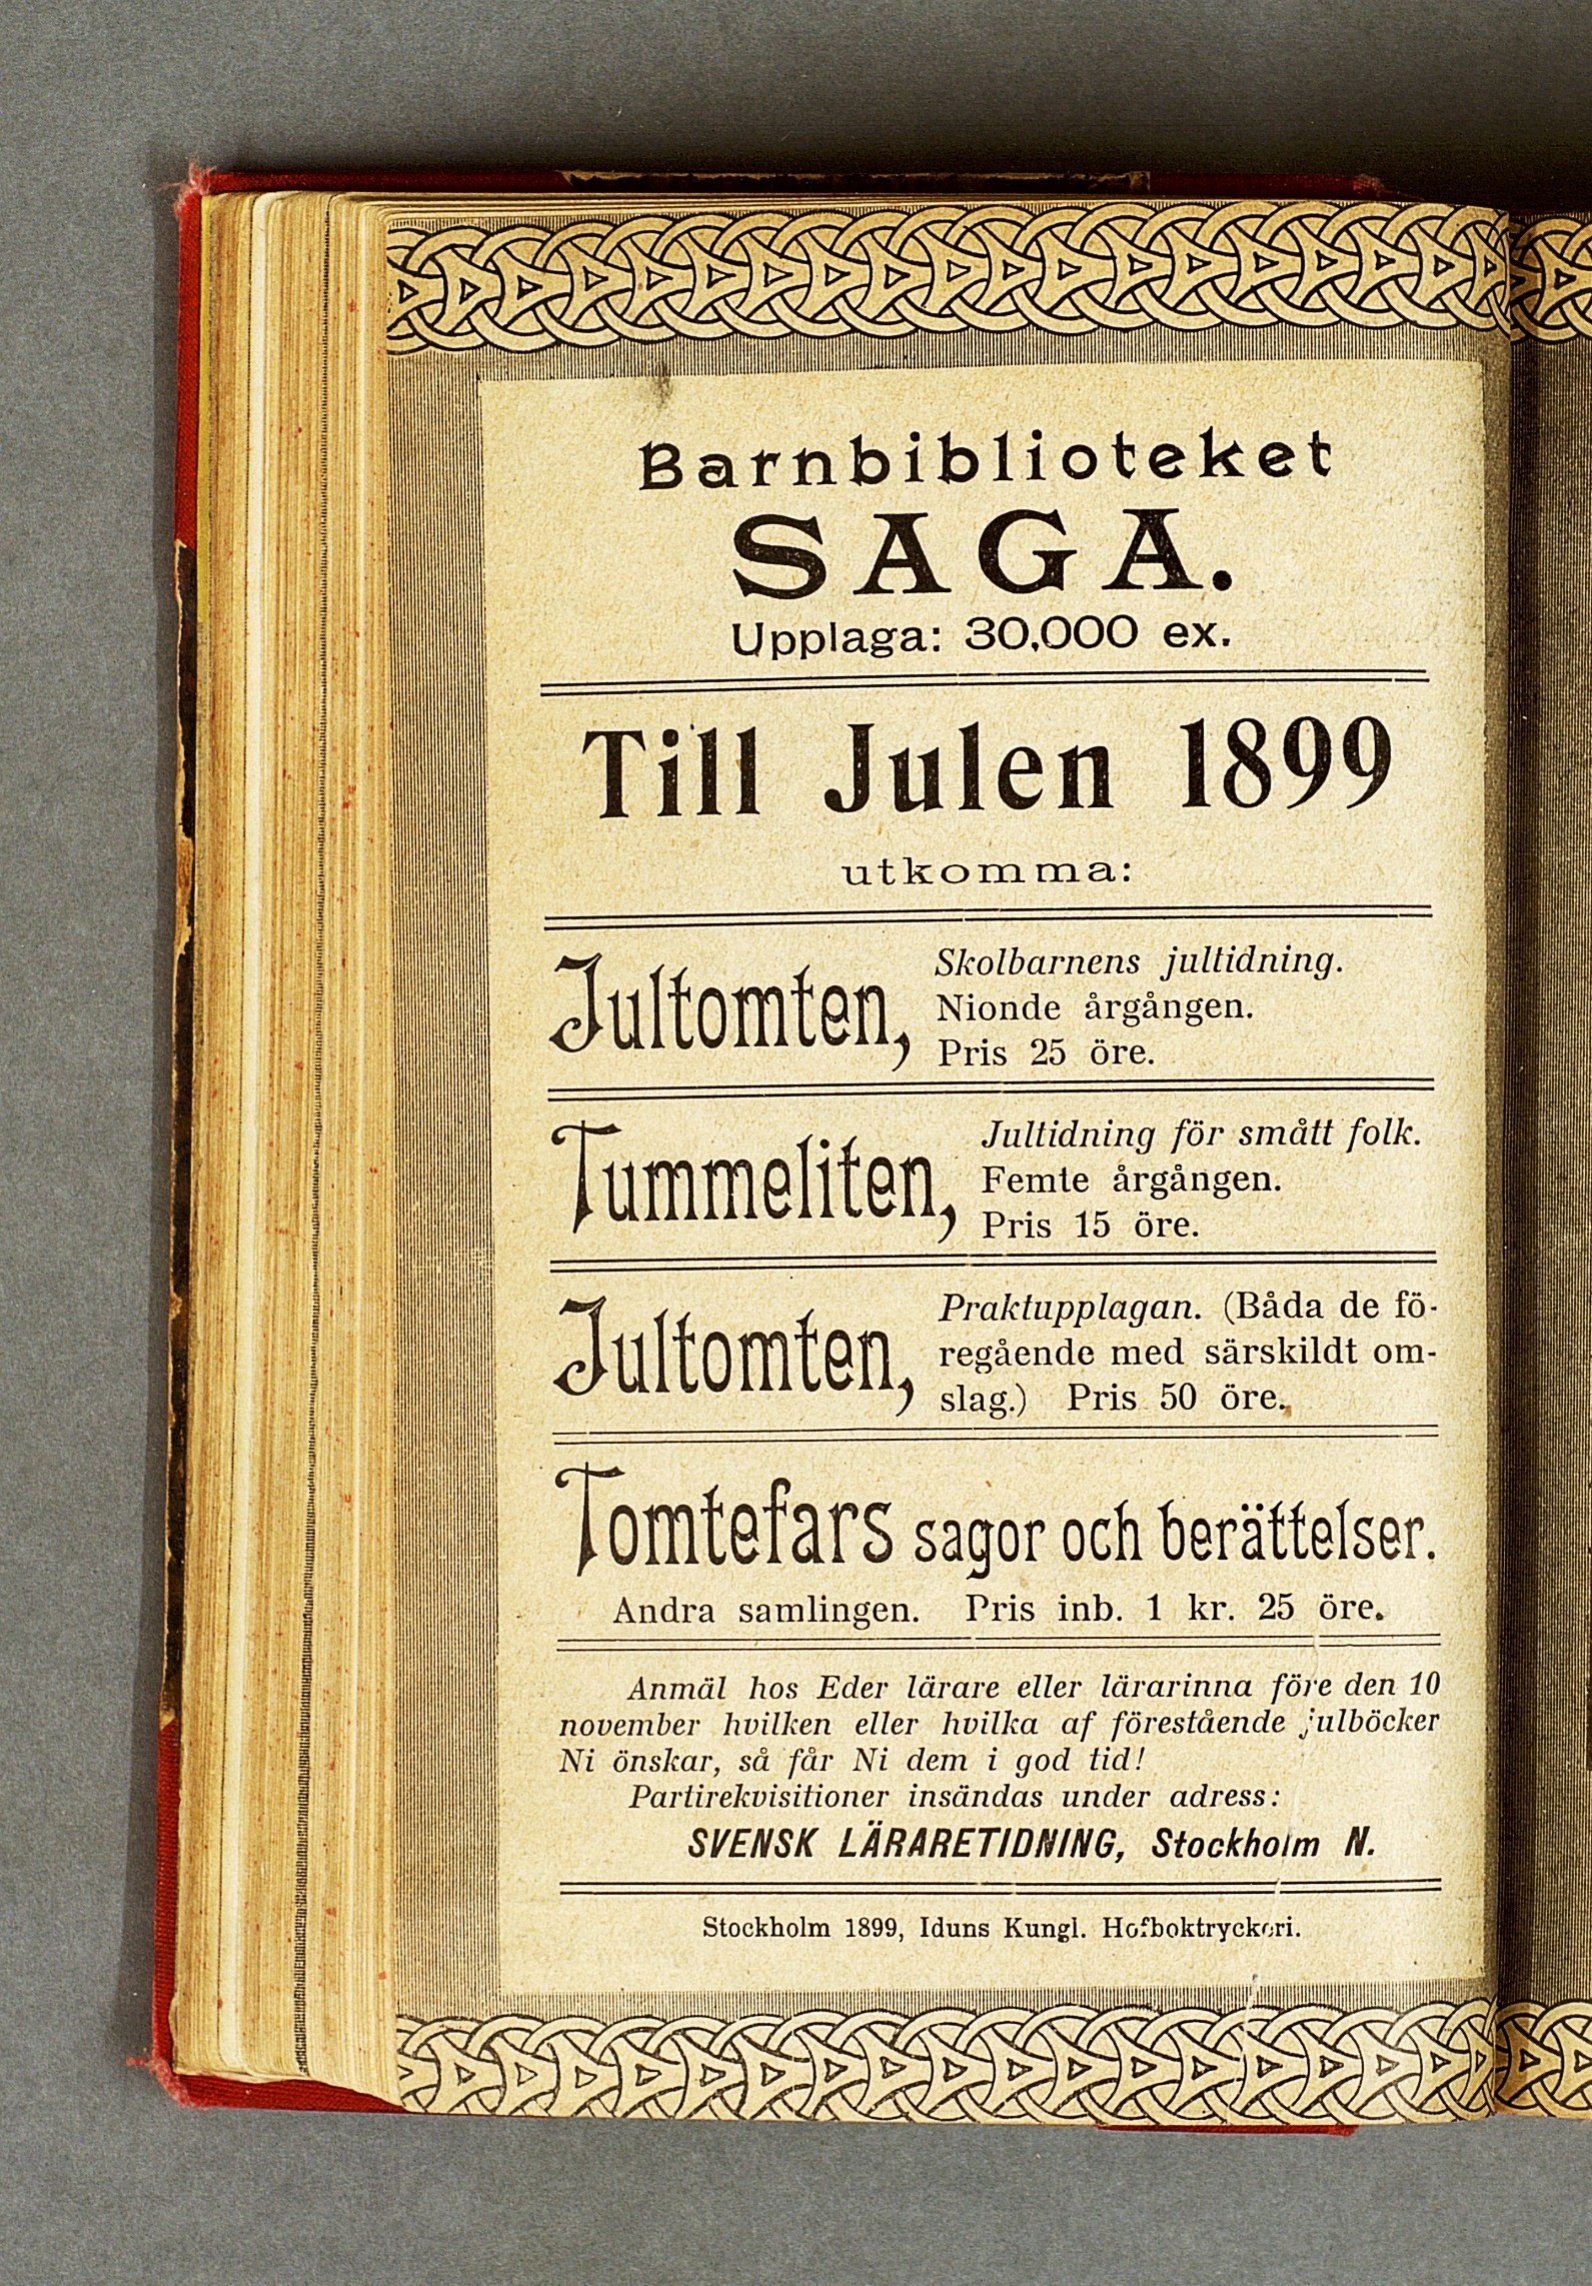 Barnbiblioteket
SAGA.
Upplaga: 30,000 ex.
Till Julen 1899
utkomma:
Jultomten,
Skolbarnens jultidning.
Nionde årgången.
Pris 25 öre.
Tummeliten,
Jultidning för smått folk.
Femte årgången.
Pris 15 öre.
Jultomten,
Praktupplagan. (Båda de fö-
regående med särskildt om-
slag.) Pris 50 öre.
Tomtefars sagor och berättelser.
Andra samlingen. Pris inb. 1 kr. 25 öre.
Anmäl hos Eder lärare eller lärarinna före den 10
november hvilken eller hvilka af förestående julböcker
Ni önskar, så får Ni dem i god tid!
Partirekvisitioner insändas under adress:
SVENSK LÄRARETIDNING, Stockholm N.
Stockholm 1899, Iduns Kungl. Hofboktryckeri.